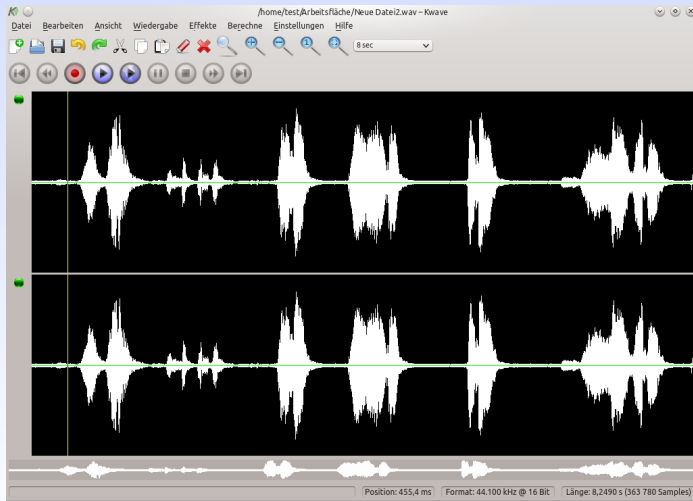 /home/test/Arbeitsfläche/Neue Datei2.wav – Kwave
Datei Bearbeiten Ansicht Wiedergabe Effekte Berechne Einstellungen Hilfe
8 sec
Position: 455,4 ms Format: 44.100 kHz @ 16 Bit Länge: 8,2490 s (363 780 Samples)